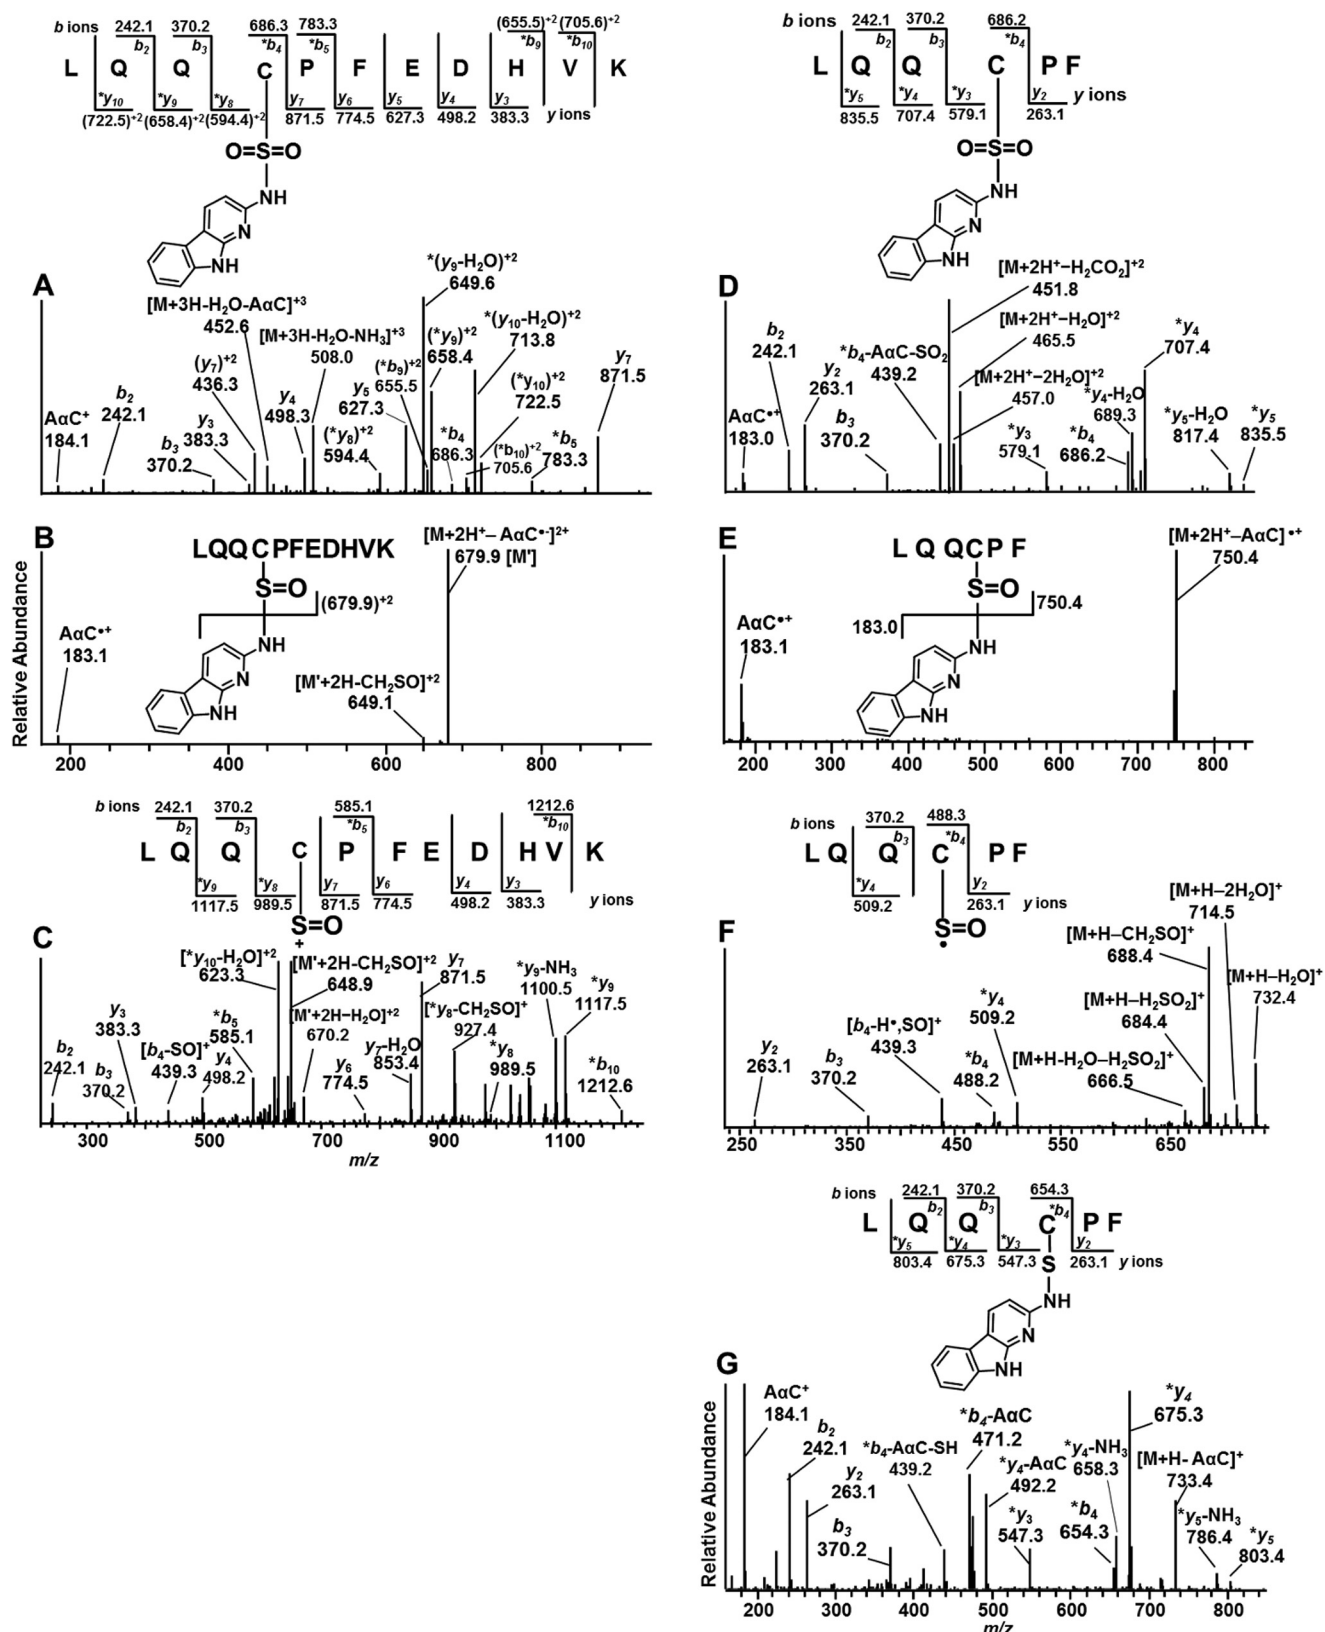 b ions 242.1 370.2 686.3 783.3 (655.5)+2 (705.6)+2
b2 b3 *b4 *b5 *b9 *b10
L Q Q C P F E D H V K
*y10 *y9 *y8 y7 y6 y5 y4 y3 y ions
(722.5)+2 (658.4)+2 (594.4)+2 871.5 774.5 627.3 498.2 383.3
O=S=O
NH
N
NH
A
AαC+
184.1
b2
242.1
b3
370.2
y3
383.3
(y7)+2
436.3
[M+3H-H2O-AαC]+3
452.6
y4
498.3
[M+3H-H2O-NH3]+3
508.0
(*y8)+2
594.4
y5
627.3
*(y9-H2O)+2
649.6
(*b9)+2
655.5
(*y9)+2
658.4
*b4
686.3
(*b10)+2
705.6
*(y10-H2O)+2
713.8
(*y10)+2
722.5
*b5
783.3
y7
871.5
B
LQQCPFEDHVK
S=O
(679.9)+2
NH
N
NH
AαC•+
183.1
[M'+2H-CH2SO]+2
649.1
[M+2H+– AαC•-]2+
679.9 [M']
Relative Abundance
200 400 600 800
b ions 242.1 370.2 585.1 1212.6
b2 b3 *b5 *b10
L Q Q C P F E D H V K
*y9 *y8 y7 y6 y4 y3 y ions
1117.5 989.5 871.5 774.5 498.2 383.3
S=O
+
C
b2
242.1
b3
370.2
y3
383.3
[b4-SO]+
439.3
y4
498.2
*b5
585.1
[*y10-H2O]+2
623.3
[M'+2H-CH2SO]+2
648.9
[M'+2H–H2O]+2
670.2
y6
774.5
y7-H2O
853.4
y7
871.5
[*y8-CH2SO]+
927.4
*y8
989.5
*y9-NH3
1100.5
*y9
1117.5
*b10
1212.6
300 500 700 900 1100
m/z
b ions 242.1 370.2 686.2
b2 b3 *b4
L Q Q C P F
*y5 *y4 *y3 y2 y ions
835.5 707.4 579.1 263.1
O=S=O
NH
N
NH
D
AαC•+
183.0
b2
242.1
y2
263.1
b3
370.2
*b4-AαC-SO2
439.2
[M+2H+–H2CO2]+2
451.8
[M+2H+–H2O]+2
465.5
[M+2H+–2H2O]+2
457.0
*y3
579.1
*b4
686.2
*y4-H2O
689.3
*y4
707.4
*y5-H2O
817.4
*y5
835.5
E
L Q QCP F
S=O
183.0
750.4
NH
N
NH
AαC•+
183.1
[M+2H+–AαC]•+
750.4
200 300 400 500 600 700 800
b ions 370.2 488.3
b3 *b4
L Q Q C P F
*y4 y2 y ions
509.2 263.1
S=O
•
F
y2
263.1
b3
370.2
[b4-H•,SO]+
439.3
*b4
488.2
*y4
509.2
[M+H-H2O–H2SO2]+
666.5
[M+H–H2SO2]+
684.4
[M+H–CH2SO]+
688.4
[M+H–2H2O]+
714.5
[M+H–H2O]+
732.4
250 350 450 550 650
b ions 242.1 370.2 654.3
b2 b3 *b4
L Q Q C P F
*y5 *y4 *y3 y2
803.4 675.3 547.3 263.1 y ions
S
NH
N
NH
G
AαC+
184.1
b2
242.1
y2
263.1
b3
370.2
*b4-AαC-SH
439.2
*b4-AαC
471.2
*y4-AαC
492.2
*y3
547.3
*b4
654.3
*y4-NH3
658.3
*y4
675.3
[M+H- AαC]+
733.4
*y5-NH3
786.4
*y5
803.4
Relative Abundance
200 300 400 500 600 700 800
m/z